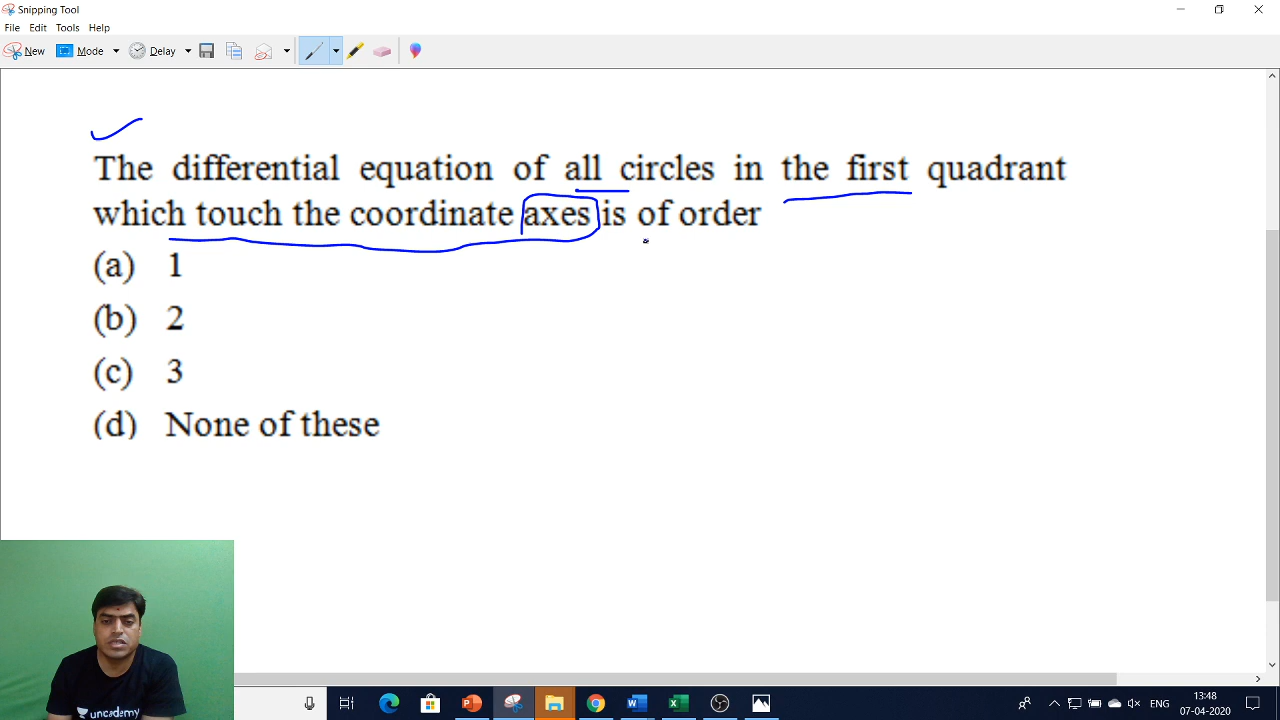 Snipping Tool
File Edit Tools Help
New Mode Delay
The differential equation of all circles in the first quadrant
which touch the coordinate axes is of order
(a) 1
(b) 2
(c) 3
(d) None of these
unacademy
ENG
13:48
07-04-2020